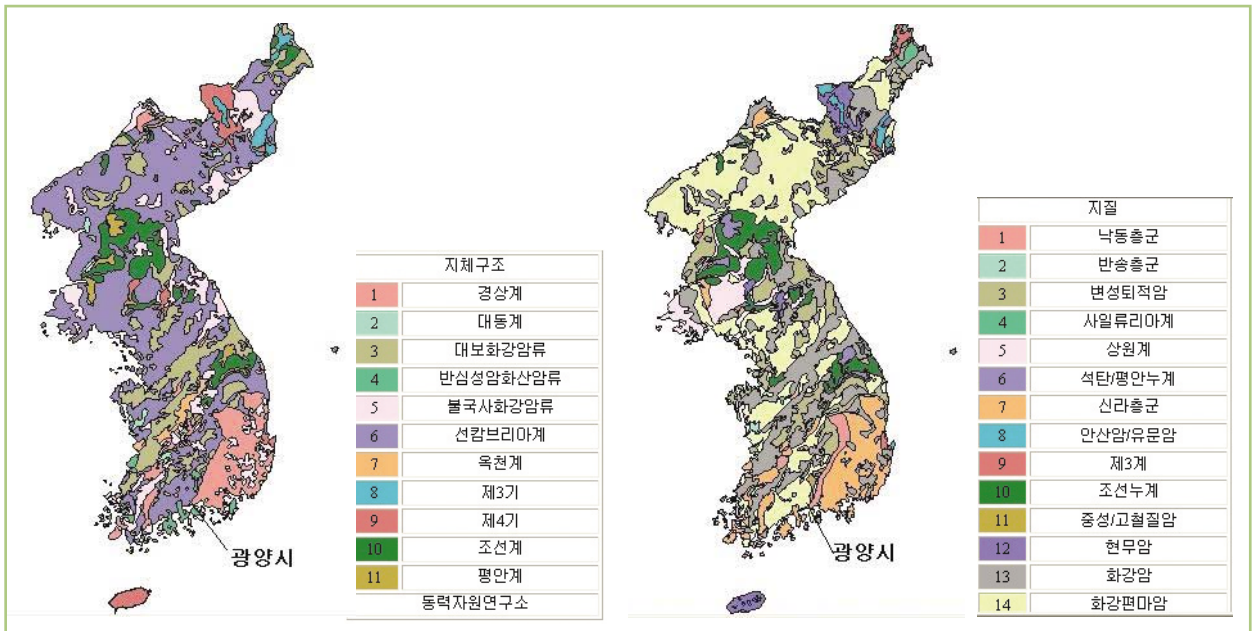 광양시
지체구조
1 경상계
2 대동계
3 대보화강암류
4 반심성암화산암류
5 불국사화강암류
6 선캄브리아계
7 옥천계
8 제3기
9 제4기
10 조선계
11 평안계
동력자원연구소
광양시
지질
1 낙동층군
2 반송층군
3 변성퇴적암
4 사일류리아계
5 상원계
6 석탄/평안누계
7 신라층군
8 안산암/유문암
9 제3계
10 조선누계
11 중성/고철질암
12 현무암
13 화강암
14 화강편마암